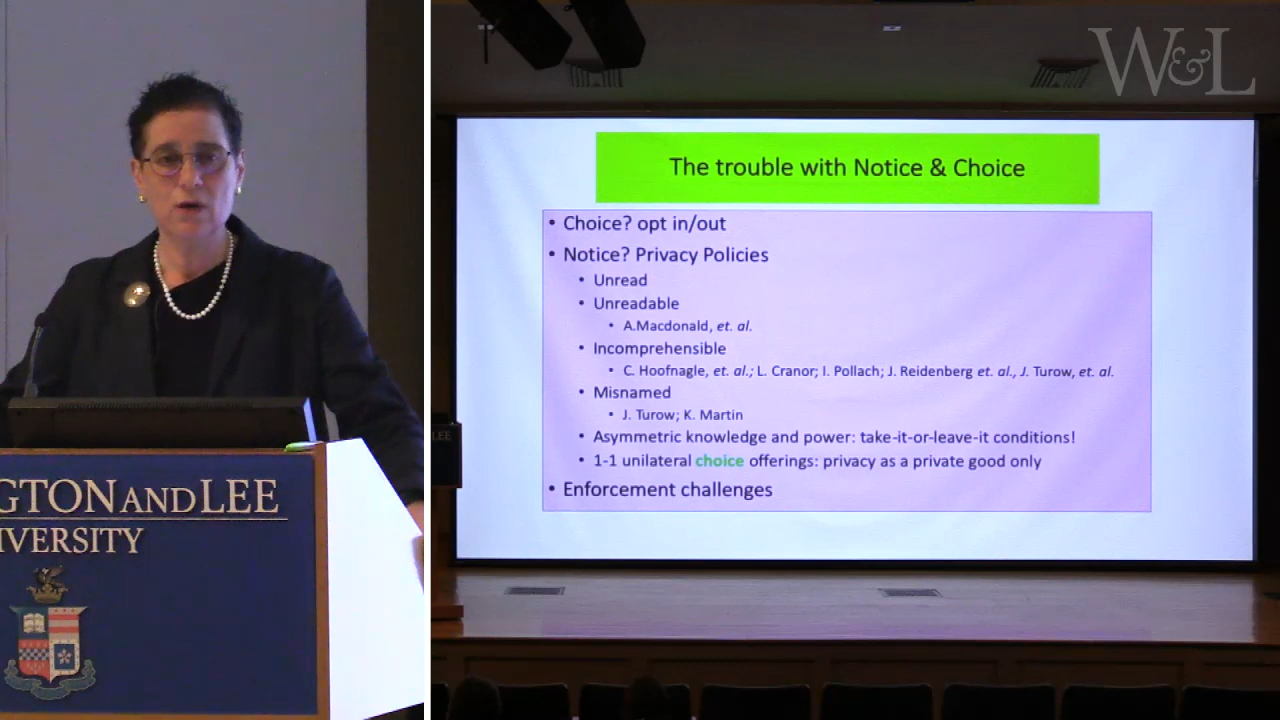 GTON AND LEE
IVERSITY
W&L
The trouble with Notice & Choice
• Choice? opt in/out
• Notice? Privacy Policies
• Unread
• Unreadable
• A.Macdonald, et. al.
• Incomprehensible
• C. Hoofnagle, et. al.; L. Cranor; I. Pollach; J. Reidenberg et. al., J. Turow, et. al.
• Misnamed
• J. Turow; K. Martin
• Asymmetric knowledge and power: take-it-or-leave-it conditions!
• 1-1 unilateral choice offerings: privacy as a private good only
• Enforcement challenges
LEE